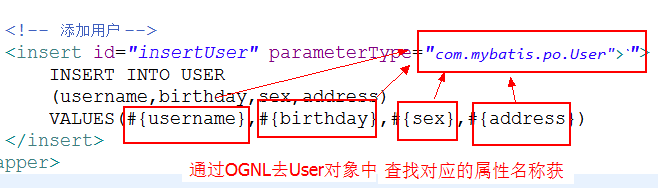 <!-- 添加用户 -->
<insert id="insertUser" parameterType="com.mybatis.po.User">`">
INSERT INTO USER
(username,birthday,sex,address)
VALUES(#{username},#{birthday},#{sex},#{address})
</insert>
apper>
通过OGNL去User对象中 查找对应的属性名称获